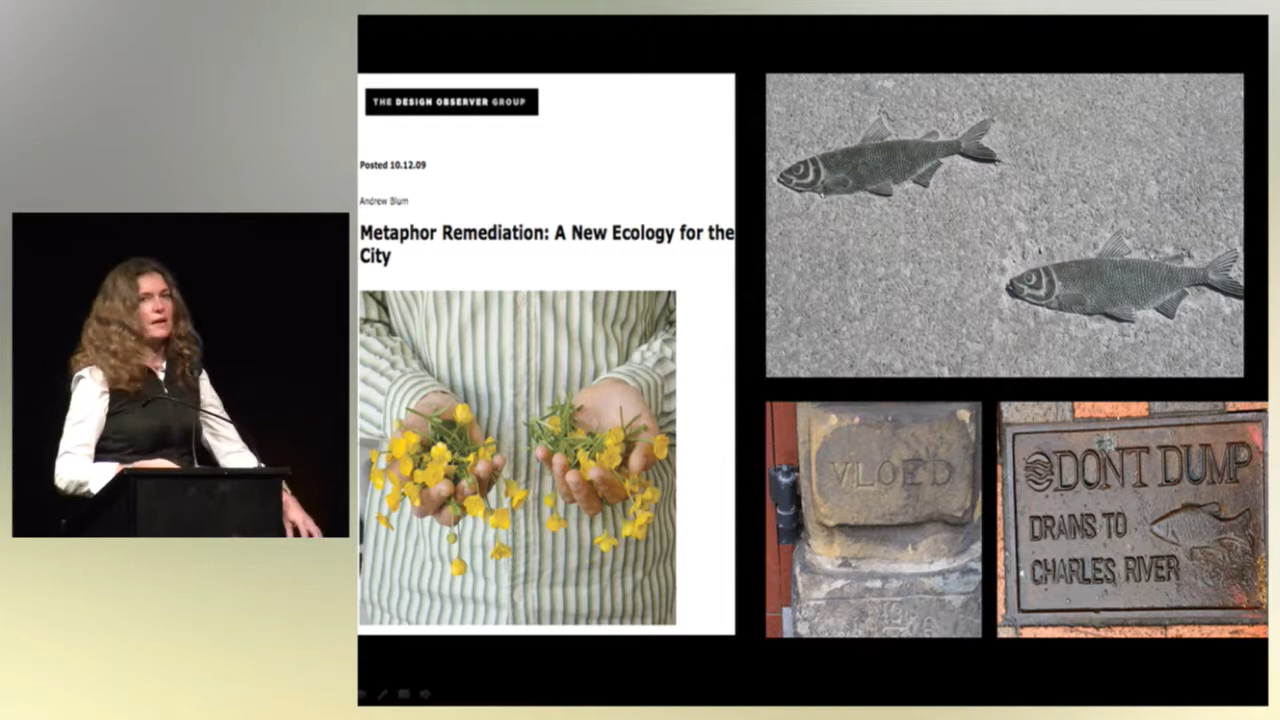 THE DESIGN OBSERVER GROUP
Posted 10.12.09
Andrew Blum
Metaphor Remediation: A New Ecology for the
City
VLOED
DONT DUMP
DRAINS TO
CHARLES RIVER